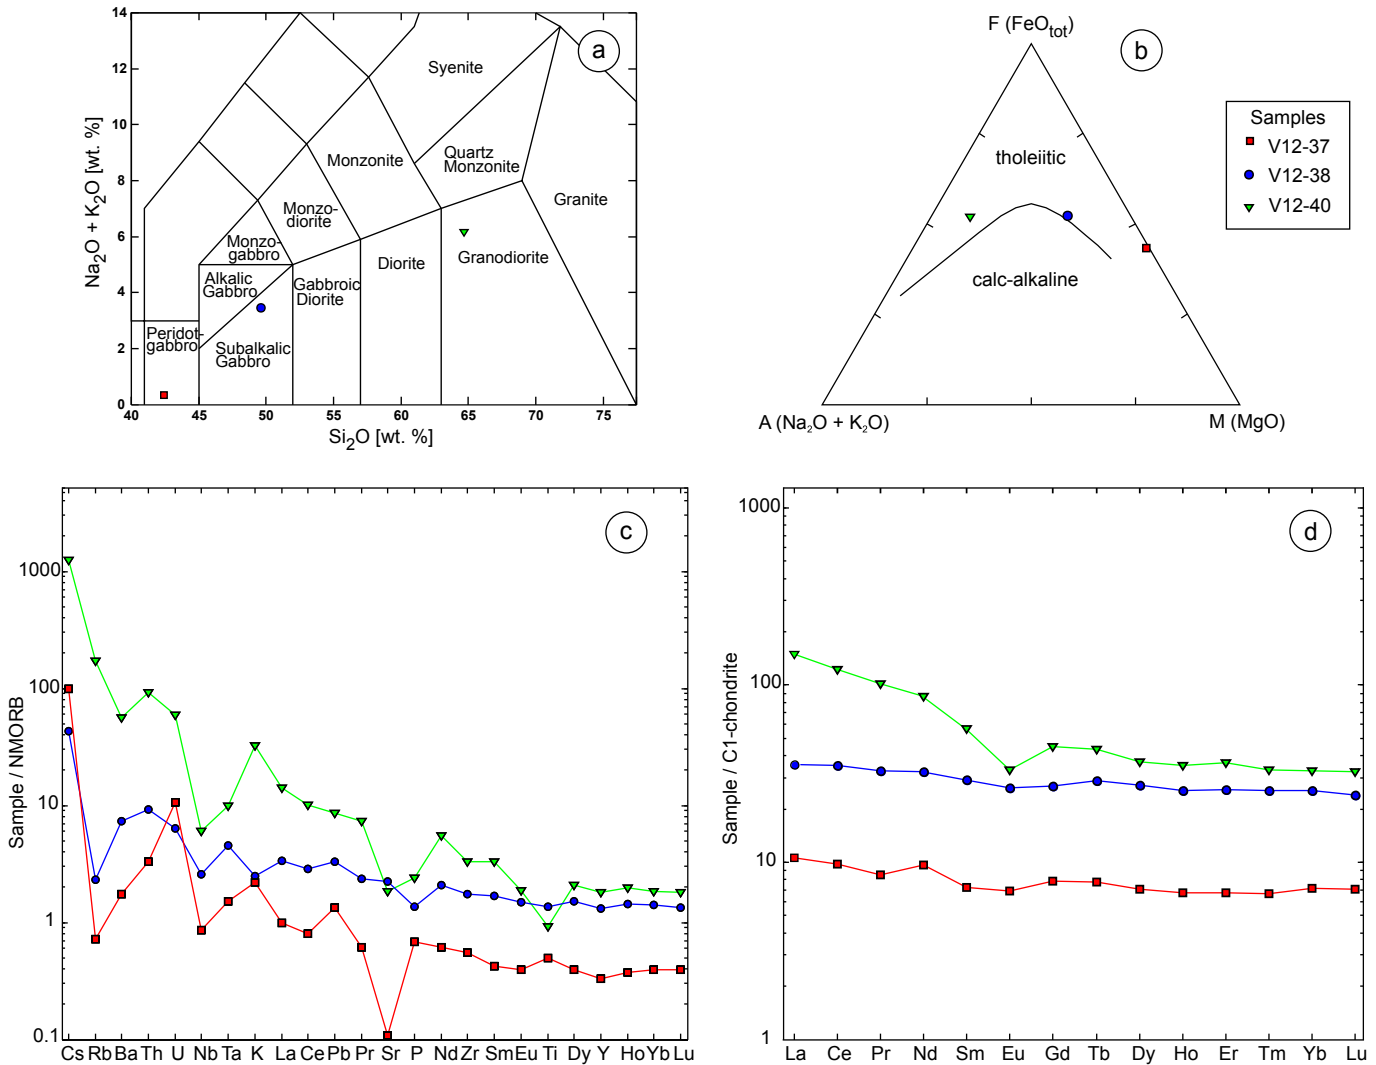 a
14
12
10
8
6
4
2
0
Na2O + K2O [wt. %]
40 45 50 55 60 65 70 75
Si2O [wt. %]
Syenite
Monzonite
Quartz
Monzonite
Granite
Monzo-
diorite
Monzo-
gabbro
Alkalic
Gabbro
Gabbroic
Diorite
Diorite
Granodiorite
Peridot-
gabbro
Subalkalic
Gabbro
b
F (FeOtot)
tholeiitic
calc-alkaline
A (Na2O + K2O)
M (MgO)
Samples
V12-37
V12-38
V12-40
c
Sample / NMORB
1000
100
10
1
0.1
Cs Rb Ba Th U Nb Ta K La Ce Pb Pr Sr P Nd Zr Sm Eu Ti Dy Y Ho Yb Lu
d
Sample / C1-chondrite
1000
100
10
1
La Ce Pr Nd Sm Eu Gd Tb Dy Ho Er Tm Yb Lu